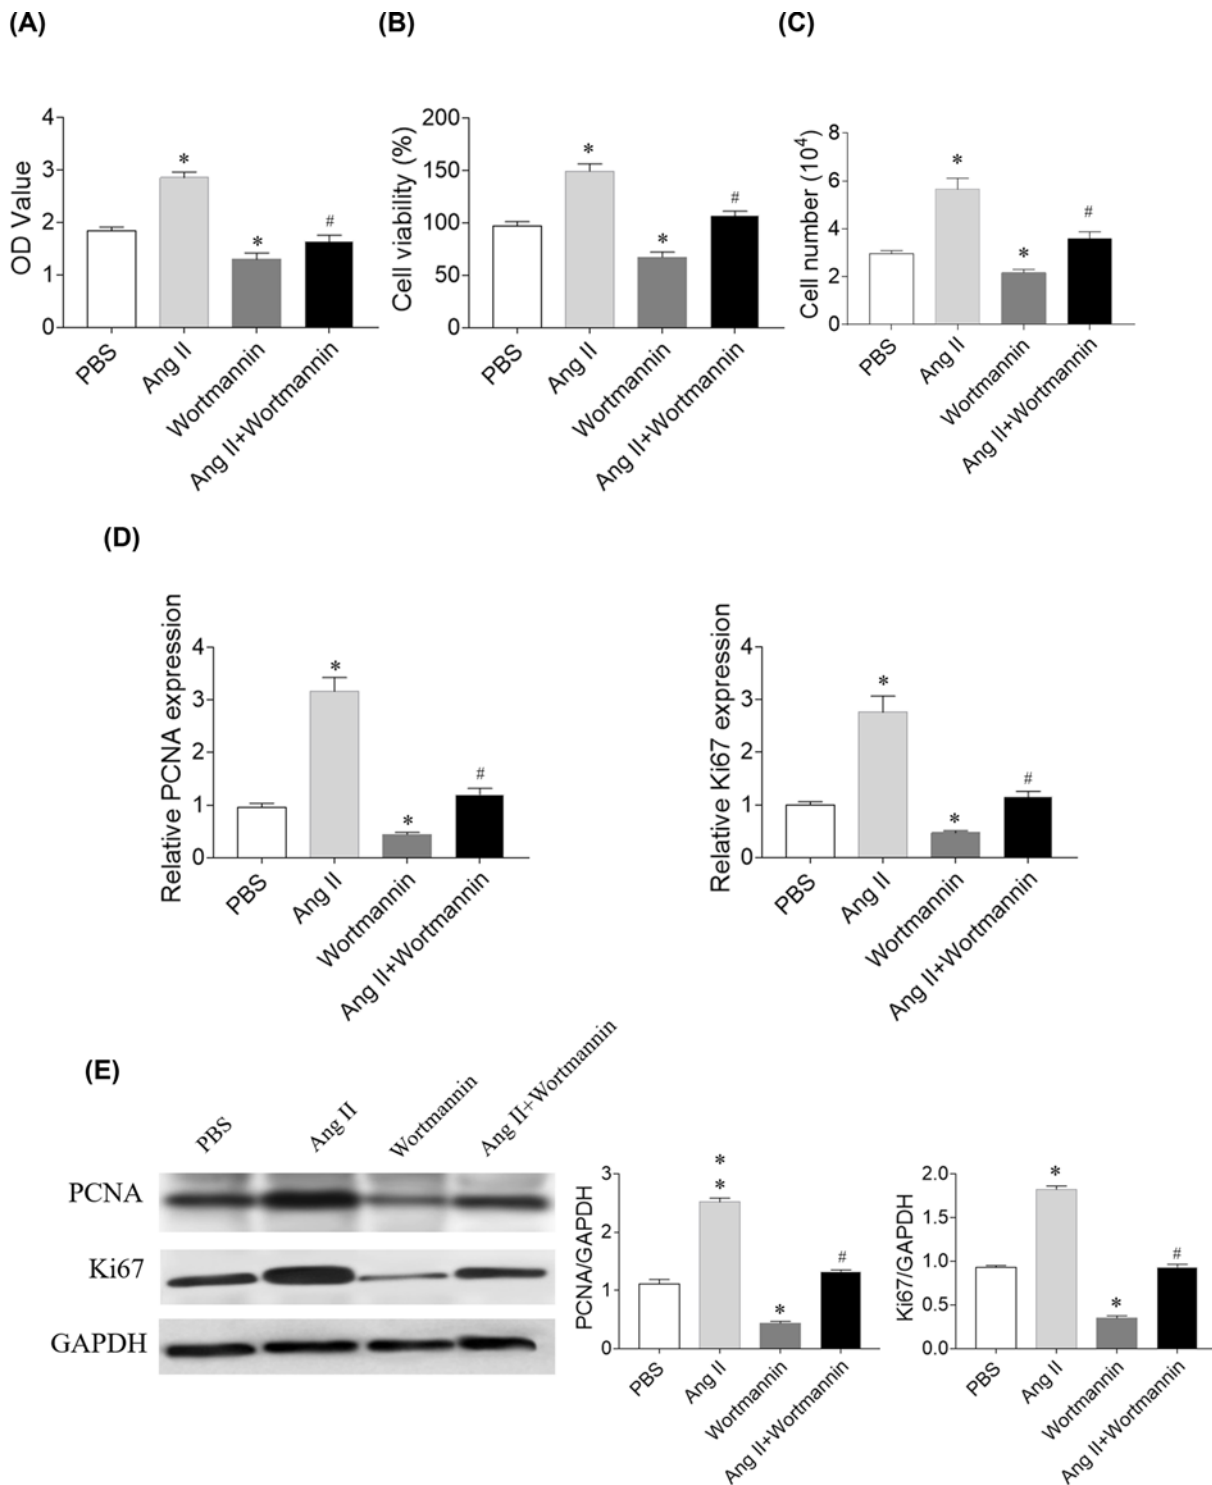 (A)
(B)
(C)
OD Value
4
3
2
1
0
*
*
#
PBS
Ang II
Wortmannin
Ang II+Wortmannin
Cell viability (%)
200
150
100
50
0
*
*
#
PBS
Ang II
Wortmannin
Ang II+Wortmannin
Cell number (10⁴)
8
6
4
2
0
*
*
#
PBS
Ang II
Wortmannin
Ang II+Wortmannin
(D)
Relative PCNA expression
4
3
2
1
0
*
*
#
PBS
Ang II
Wortmannin
Ang II+Wortmannin
Relative Ki67 expression
4
3
2
1
0
*
*
#
PBS
Ang II
Wortmannin
Ang II+Wortmannin
(E)
PBS
Ang II
Wortmannin
Ang II+Wortmannin
PCNA
Ki67
GAPDH
PCNA/GAPDH
3
2
1
0
*
*
*
#
PBS
Ang II
Wortmannin
Ang II+Wortmannin
Ki67/GAPDH
2.0
1.5
1.0
0.5
0.0
*
*
#
PBS
Ang II
Wortmannin
Ang II+Wortmannin